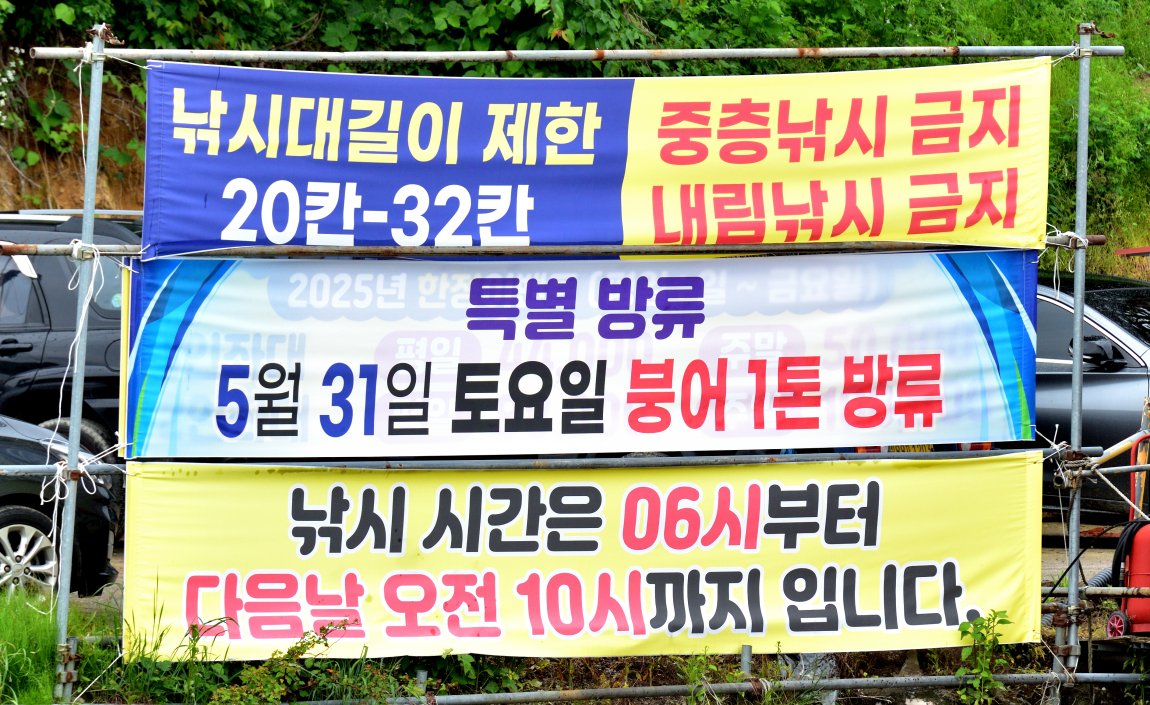 낚시대길이 제한
20칸-32칸
중층낚시 금지
내림낚시 금지
특별 방류
5월 31일 토요일 붕어 1톤 방류
낚시 시간은 06시부터
다음날 오전 10시까지 입니다.